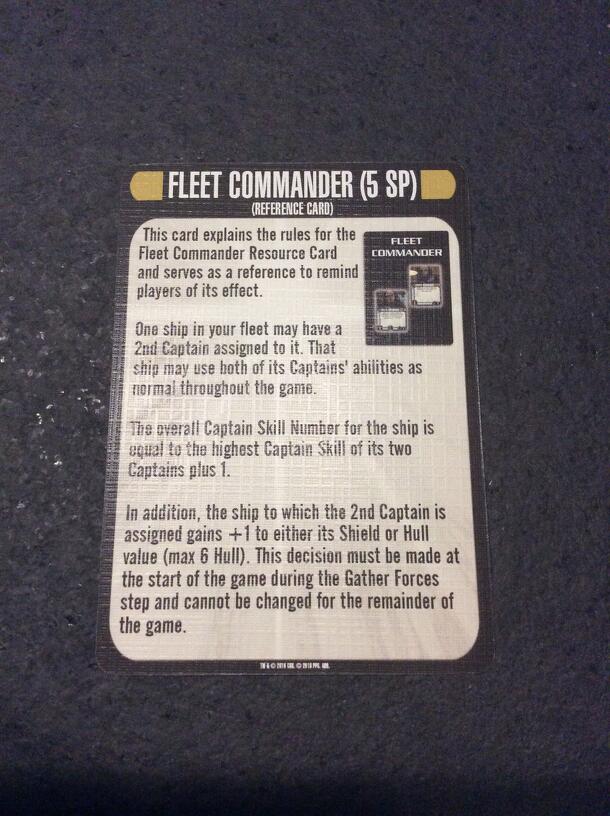 FLEET COMMANDER (5 SP)
(REFERENCE CARD)
This card explains the rules for the
Fleet Commander Resource Card
and serves as a reference to remind
players of its effect.
FLEET
COMMANDER
One ship in your fleet may have a
2nd Captain assigned to it. That
ship may use both of its Captains' abilities as
normal throughout the game.
The overall Captain Skill Number for the ship is
equal to the highest Captain Skill of its two
Captains plus 1.
In addition, the ship to which the 2nd Captain is
assigned gains +1 to either its Shield or Hull
value (max 6 Hull). This decision must be made at
the start of the game during the Gather Forces
step and cannot be changed for the remainder of
the game.